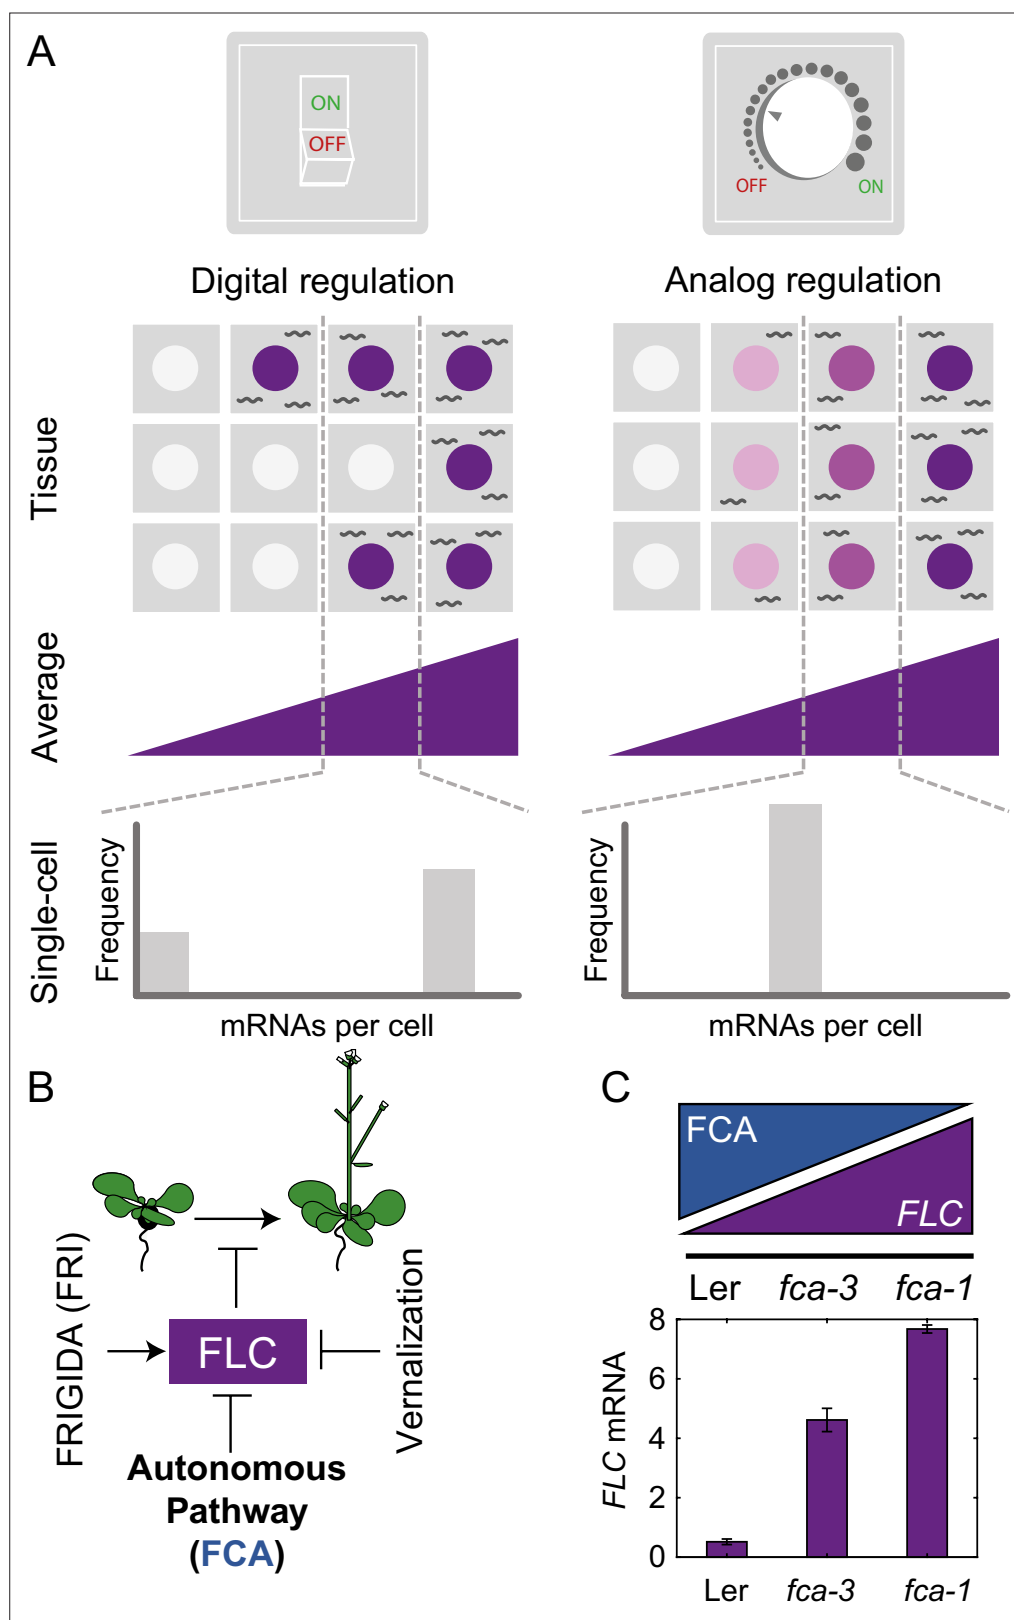 A
ON
OFF
OFF
ON
Digital regulation
Analog regulation
Tissue
Average
Single-cell
Frequency
mRNAs per cell
Frequency
mRNAs per cell
B
FRIGIDA (FRI)
FLC
Vernalization
Autonomous
Pathway
(FCA)
C
FCA
FLC
Ler fca-3 fca-1
FLC mRNA
8
6
4
2
0
Ler fca-3 fca-1